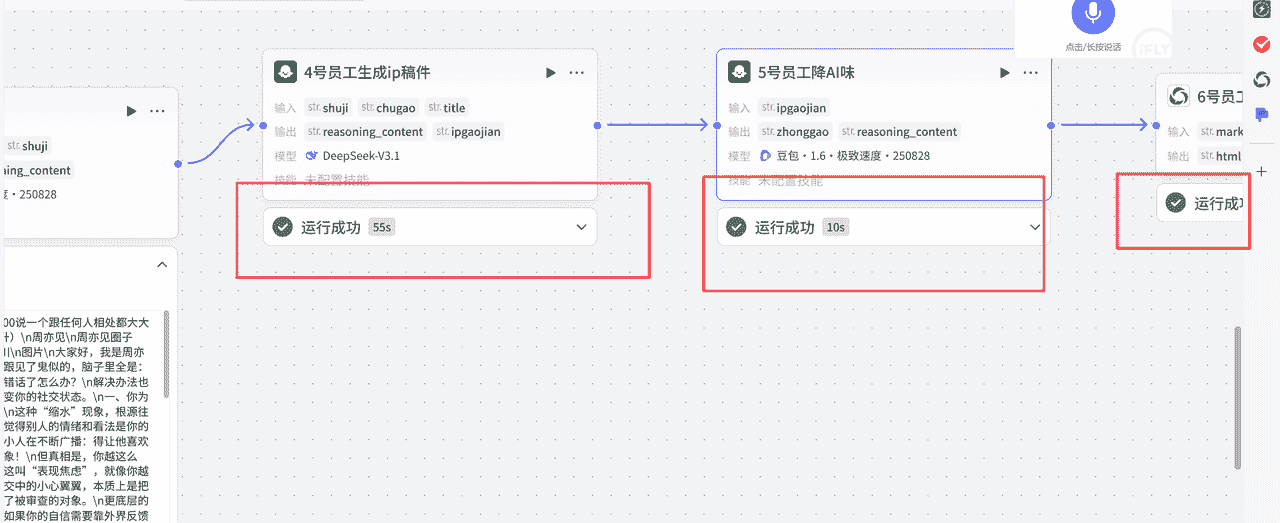 点击/长按说话
iFLY
shuji
ning_content
度·250828
00说一个跟任何人相处都大大
计）\n周亦见\n周亦见圈子
川\n图片\n大家好，我是周亦
跟见了鬼似的，脑子里全是：
错话了怎么办？\n解决办法也
变你的社交状态。\n一、你为
\n这种“缩水”现象，根源往
觉得别人的情绪和看法是你的
小人在不断广播：得让他喜欢
象！\n但真相是，你越这么
这叫“表现焦虑”，就像你越
交中的小心翼翼，本质上是把
了被审查的对象。\n更底层的
如果你的自信需要靠外界反馈
4号员工生成ip稿件
输入 str. shuji str. chugao str. title
输出 str. reasoning_content str. ipgaojian
模型 DeepSeek-V3.1
技能 未配置技能
运行成功 55s
5号员工降AI味
输入 str. ipgaojian
输出 str. zhonggao str. reasoning_content
模型 豆包·1.6·极致速度·250828
技能 未配置技能
运行成功 10s
6号员工
输入 str. mark
输出 str. html
运行成功